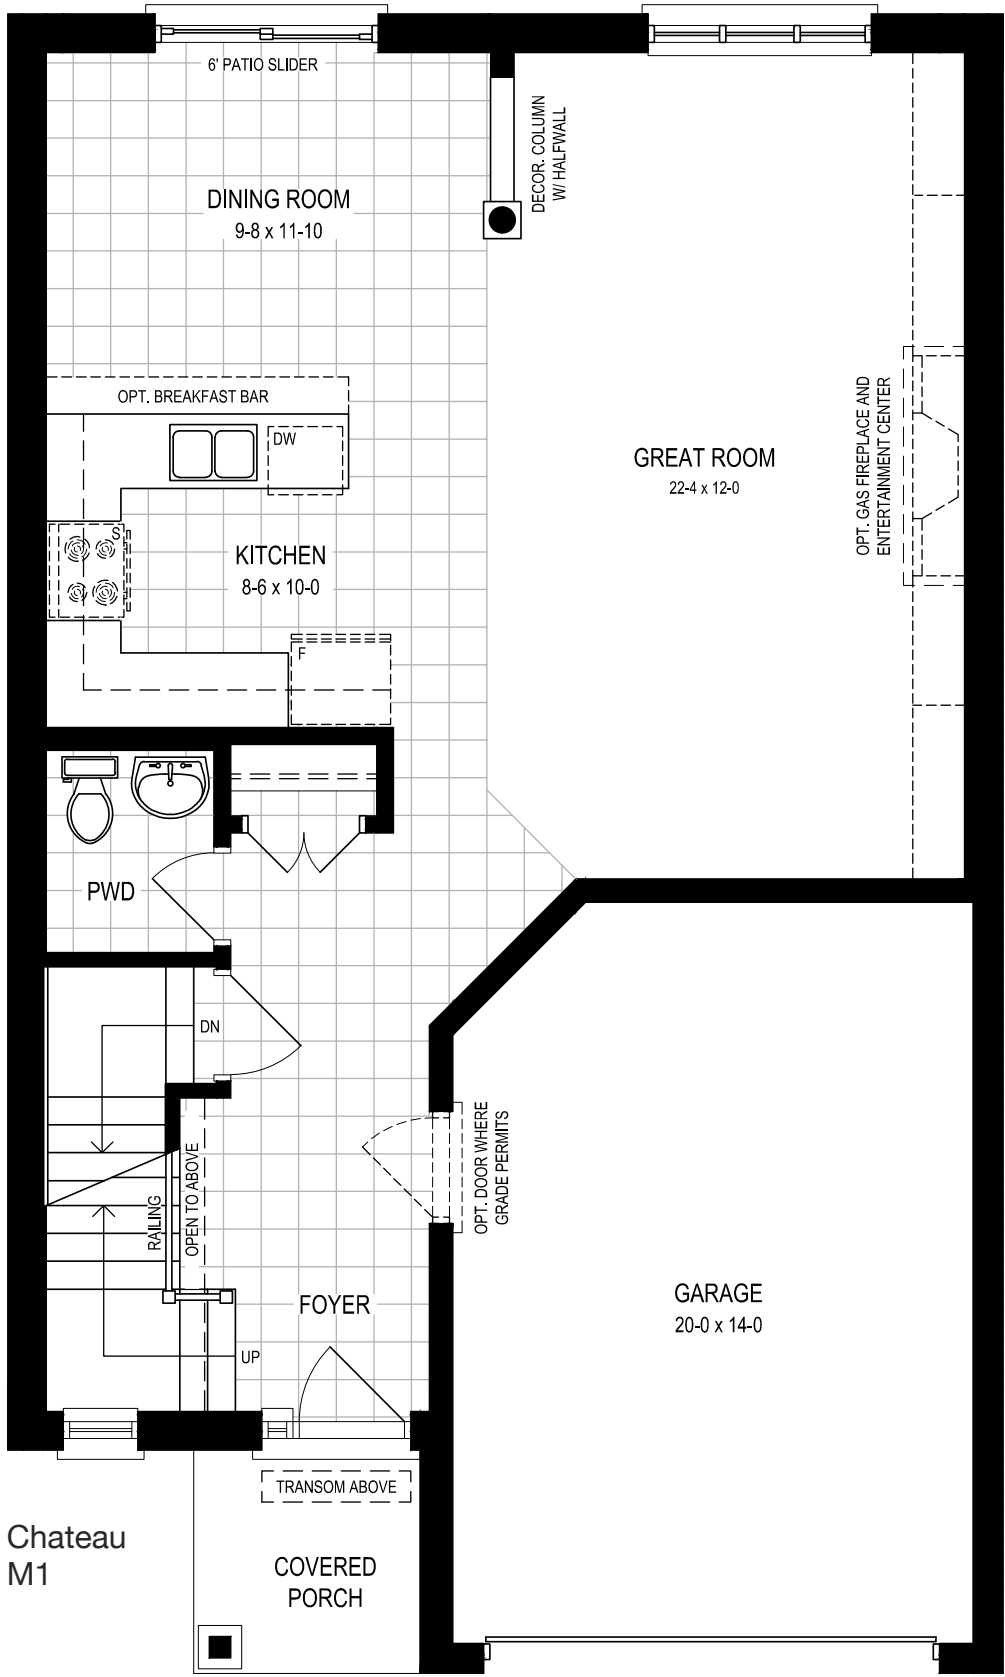 6' PATIO SLIDER
DECOR. COLUMN
W/ HALFWALL
DINING ROOM
9-8 x 11-10
OPT. BREAKFAST BAR
DW
GREAT ROOM
22-4 x 12-0
OPT. GAS FIREPLACE AND
ENTERTAINMENT CENTER
S
KITCHEN
8-6 x 10-0
F
PWD
DN
OPT. DOOR WHERE
GRADE PERMITS
RAILING
OPEN TO ABOVE
FOYER
GARAGE
20-0 x 14-0
UP
TRANSOM ABOVE
Chateau
M1
COVERED
PORCH